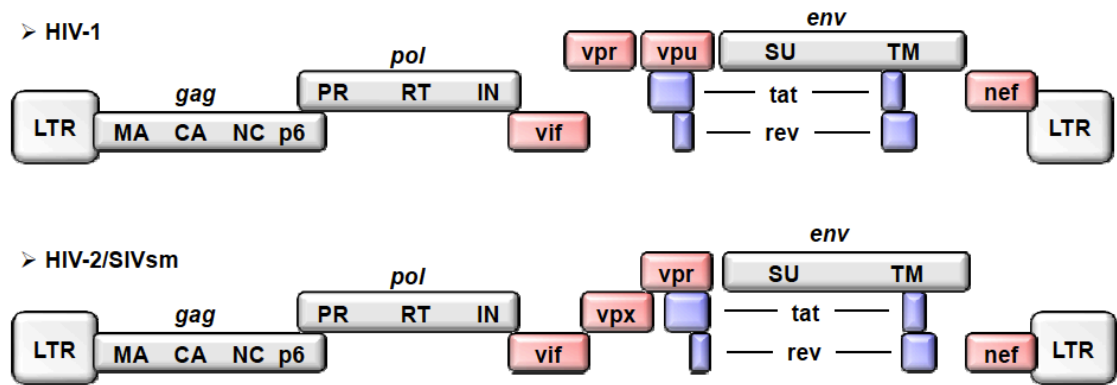 ➢ HIV-1
env
vpr vpu SU TM
pol
PR RT IN tat nef
gag
LTR MA CA NC p6 vif rev LTR
➢ HIV-2/SIVsm
env
vpr SU TM
pol
PR RT IN vpx tat
gag
LTR MA CA NC p6 vif rev nef LTR